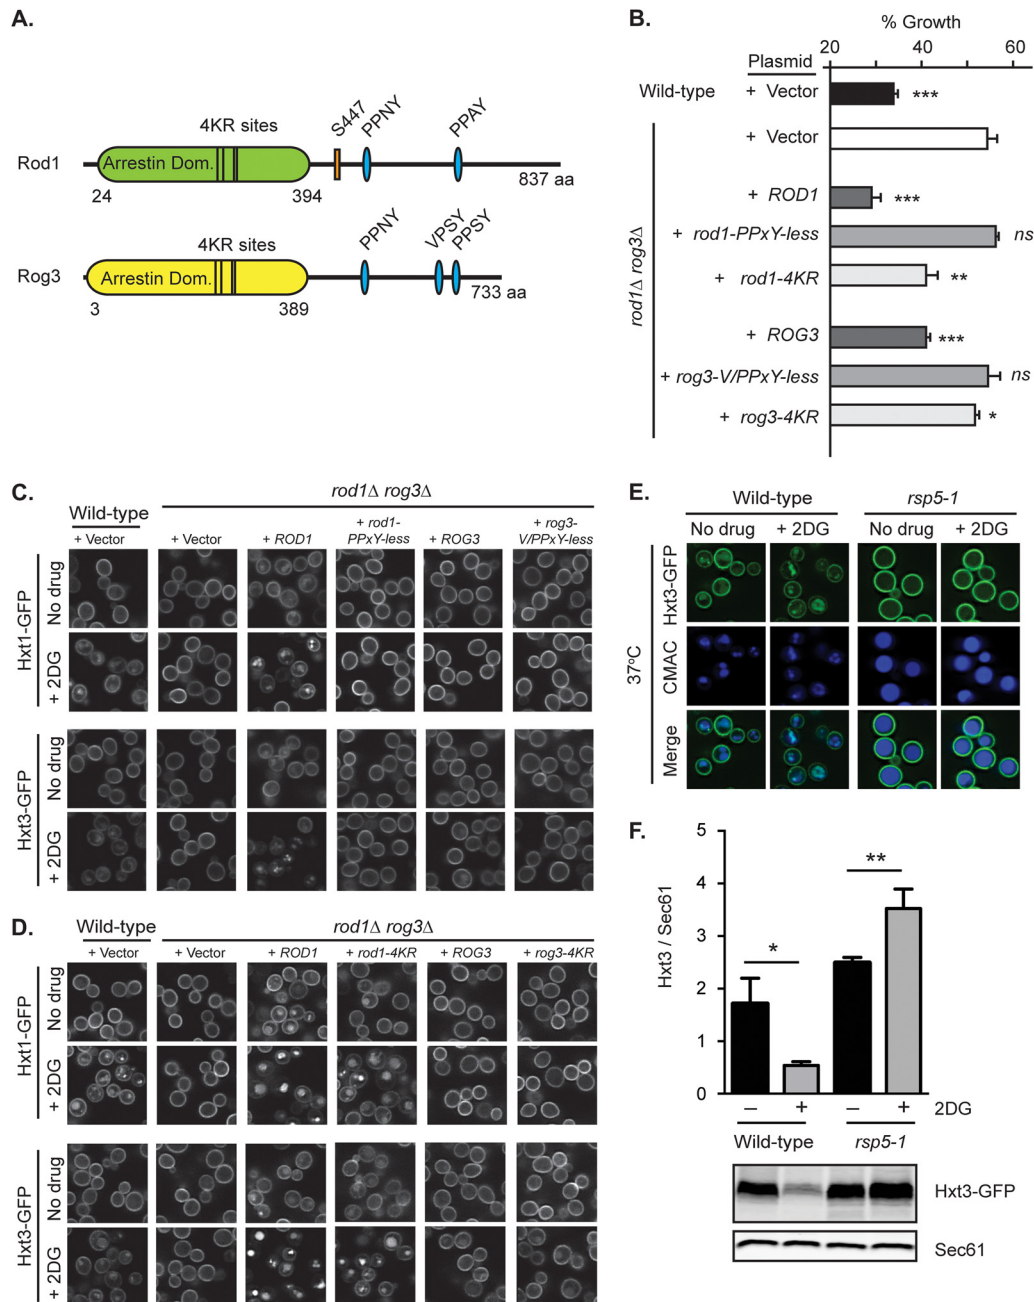 A.
4KR sites
S447
PPNY
PPAY
Rod1
Arrestin Dom.
24
394
837 aa
4KR sites
PPNY
VPSY
PPSY
Rog3
Arrestin Dom.
3
389
733 aa
B.
% Growth
20 40 60
Plasmid
Wild-type + Vector ***
rod1Δ rog3Δ
+ Vector
+ ROD1 ***
+ rod1-PPxY-less ns
+ rod1-4KR **
+ ROG3 ***
+ rog3-V/PPxY-less ns
+ rog3-4KR *
C.
rod1Δ rog3Δ
Wild-type
+ Vector
+ Vector
+ ROD1
+ rod1-
PPxY-less
+ ROG3
+ rog3-
V/PPxY-less
Hxt1-GFP
No drug
+ 2DG
Hxt3-GFP
No drug
+ 2DG
D.
Wild-type
rod1Δ rog3Δ
+ Vector
+ Vector
+ ROD1
+ rod1-4KR
+ ROG3
+ rog3-4KR
Hxt1-GFP
No drug
+ 2DG
Hxt3-GFP
No drug
+ 2DG
E.
Wild-type
rsp5-1
No drug
+ 2DG
No drug
+ 2DG
37ºC
Hxt3-GFP
CMAC
Merge
F.
Hxt3 / Sec61
5
4
3
2
1
0
*
**
– + – + 2DG
Wild-type
rsp5-1
Hxt3-GFP
Sec61